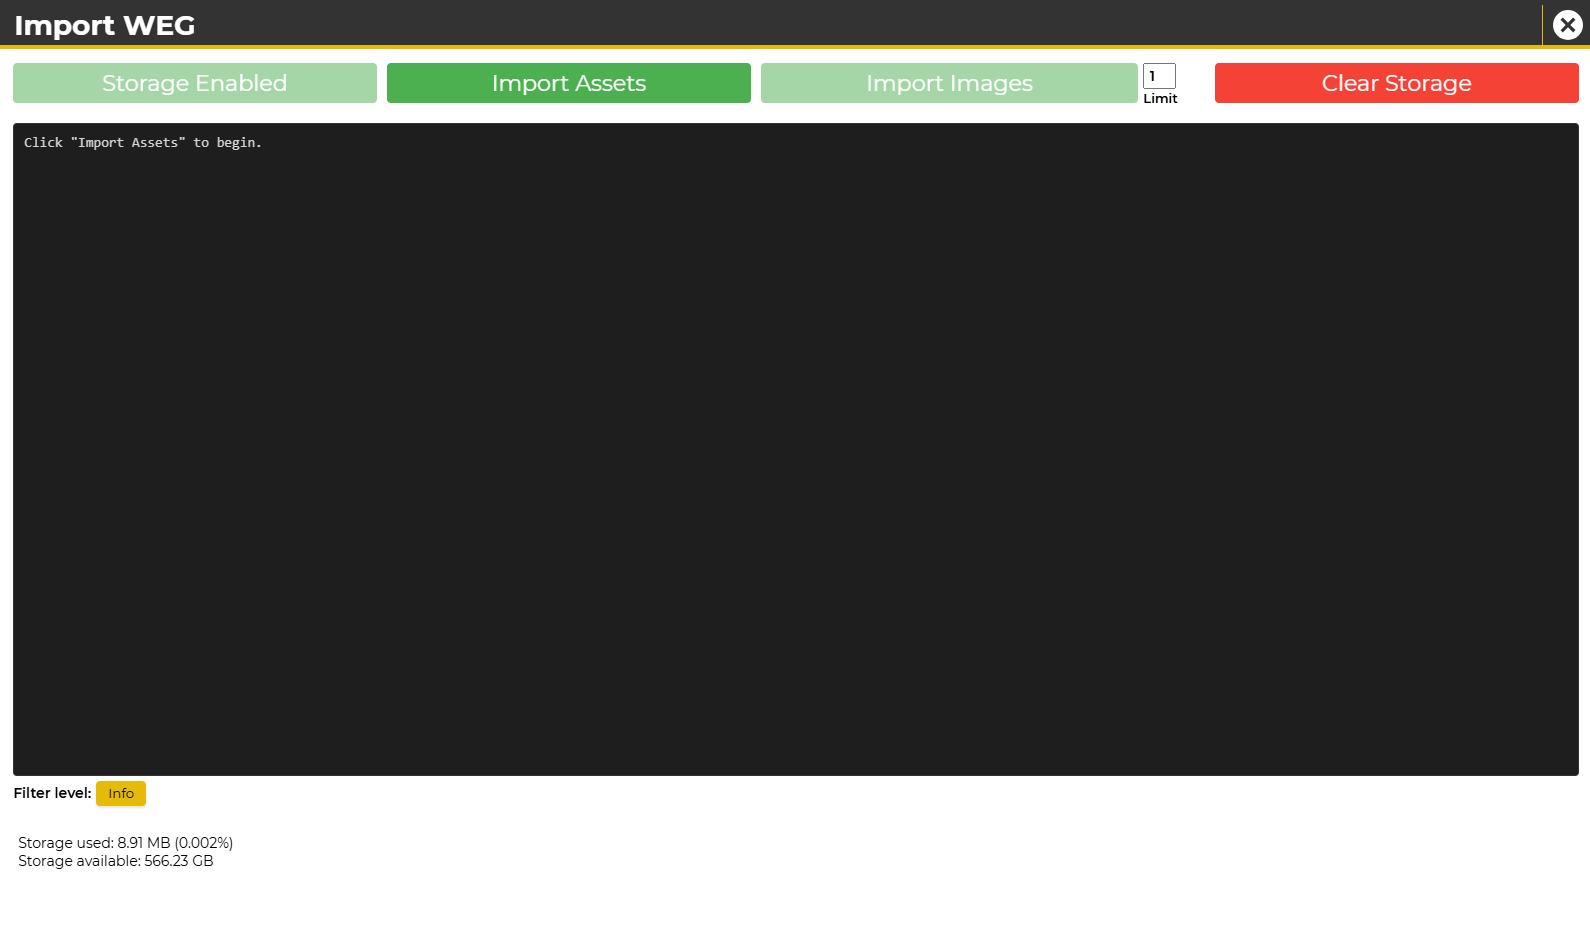 Import WEG
Storage Enabled
Import Assets
Import Images
1
Limit
Clear Storage
Click "Import Assets" to begin.
Filter level: Info
Storage used: 8.91 MB (0.002%)
Storage available: 566.23 GB